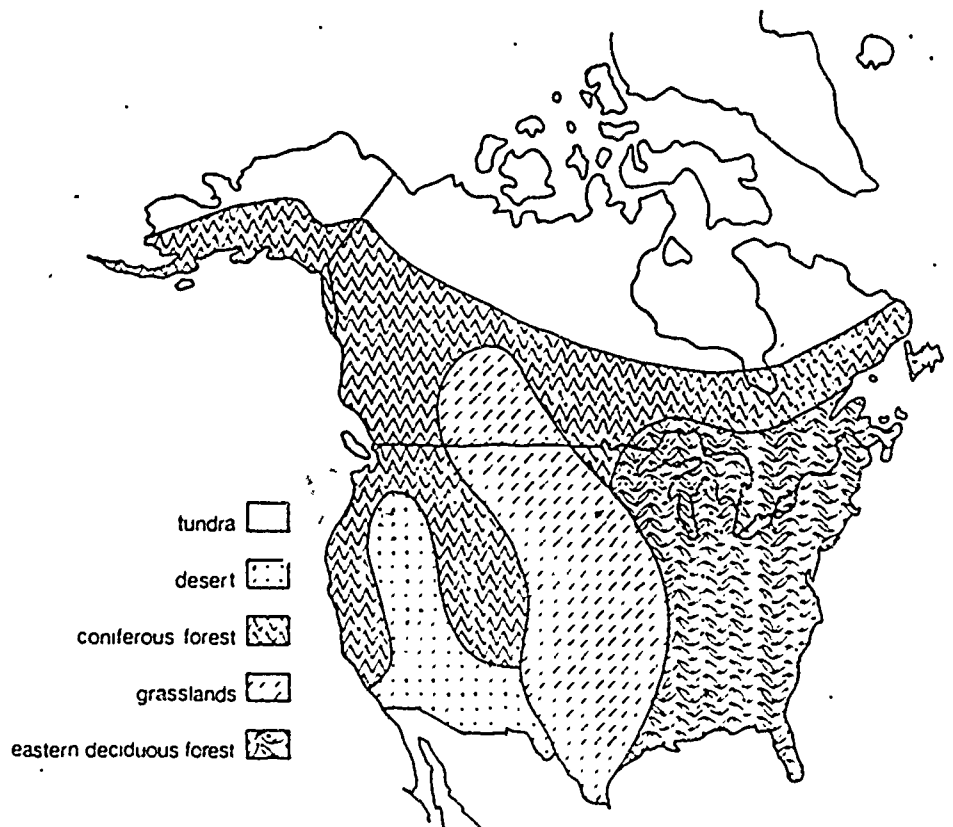 tundra
desert
coniferous forest
grasslands
eastern deciduous forest